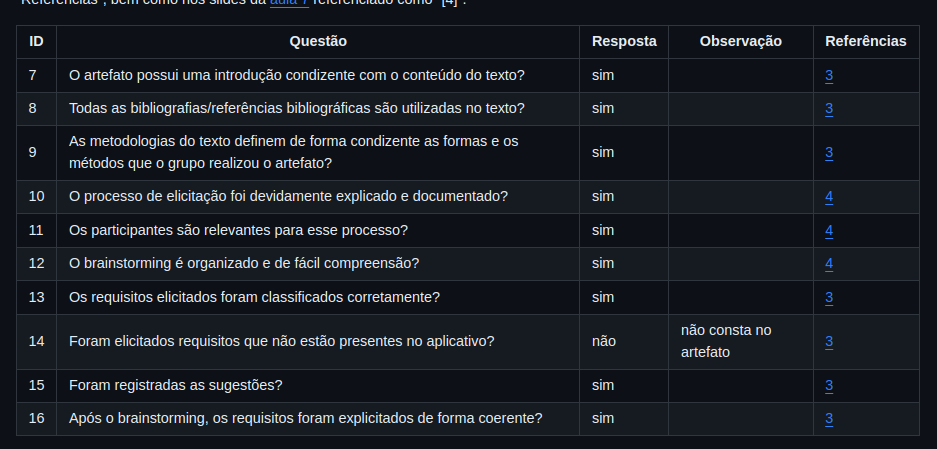 "Referências", bem como nos slides da aula 7 referenciado como "[4]".
ID Questão Resposta Observação Referências
7 O artefato possui uma introdução condizente com o conteúdo do texto? sim 3
8 Todas as bibliografias/referências bibliográficas são utilizadas no texto? sim 3
9 As metodologias do texto definem de forma condizente as formas e os
métodos que o grupo realizou o artefato? sim 3
10 O processo de elicitação foi devidamente explicado e documentado? sim 4
11 Os participantes são relevantes para esse processo? sim 4
12 O brainstorming é organizado e de fácil compreensão? sim 4
13 Os requisitos elicitados foram classificados corretamente? sim 3
14 Foram elicitados requisitos que não estão presentes no aplicativo? não não consta no
artefato 3
15 Foram registradas as sugestões? sim 3
16 Após o brainstorming, os requisitos foram explicitados de forma coerente? sim 3